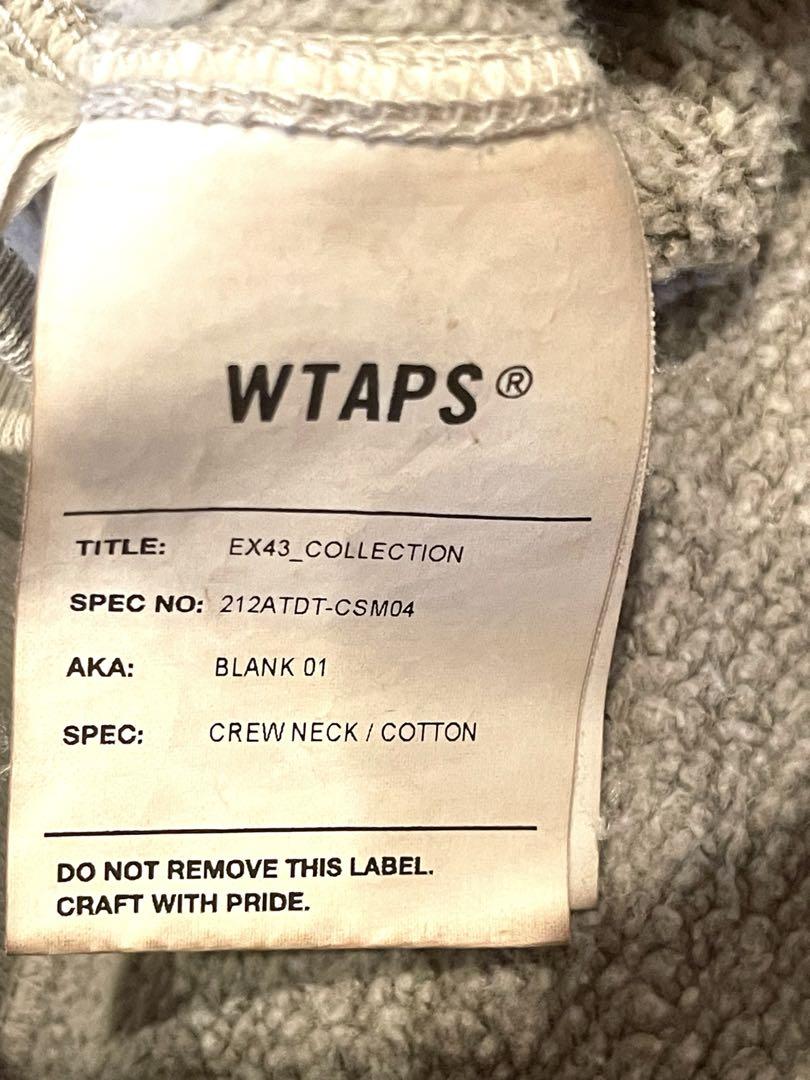 WTAPS®
TITLE: EX43_COLLECTION
SPEC NO: 212ATDT-CSM04
AKA: BLANK 01
SPEC: CREW NECK / COTTON
DO NOT REMOVE THIS LABEL.
CRAFT WITH PRIDE.